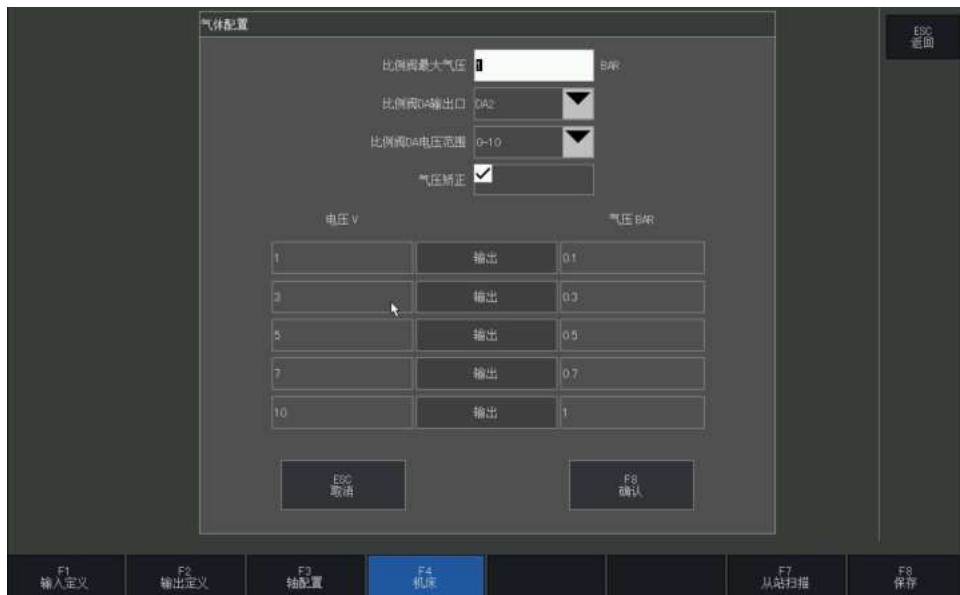 气体配置
ESC
返回
比例阀最大气压 1 BAR
比例阀DA输出口 DA2
比例阀DA电压范围 0-10
气压矫正
电压 V 气压 BAR
1 输出 0.1
3 输出 0.3
5 输出 0.5
7 输出 0.7
10 输出 1
ESC
取消
F8
确认
F1
输入定义
F2
输出定义
F3
轴配置
F4
机床
F7
从站扫描
F8
保存